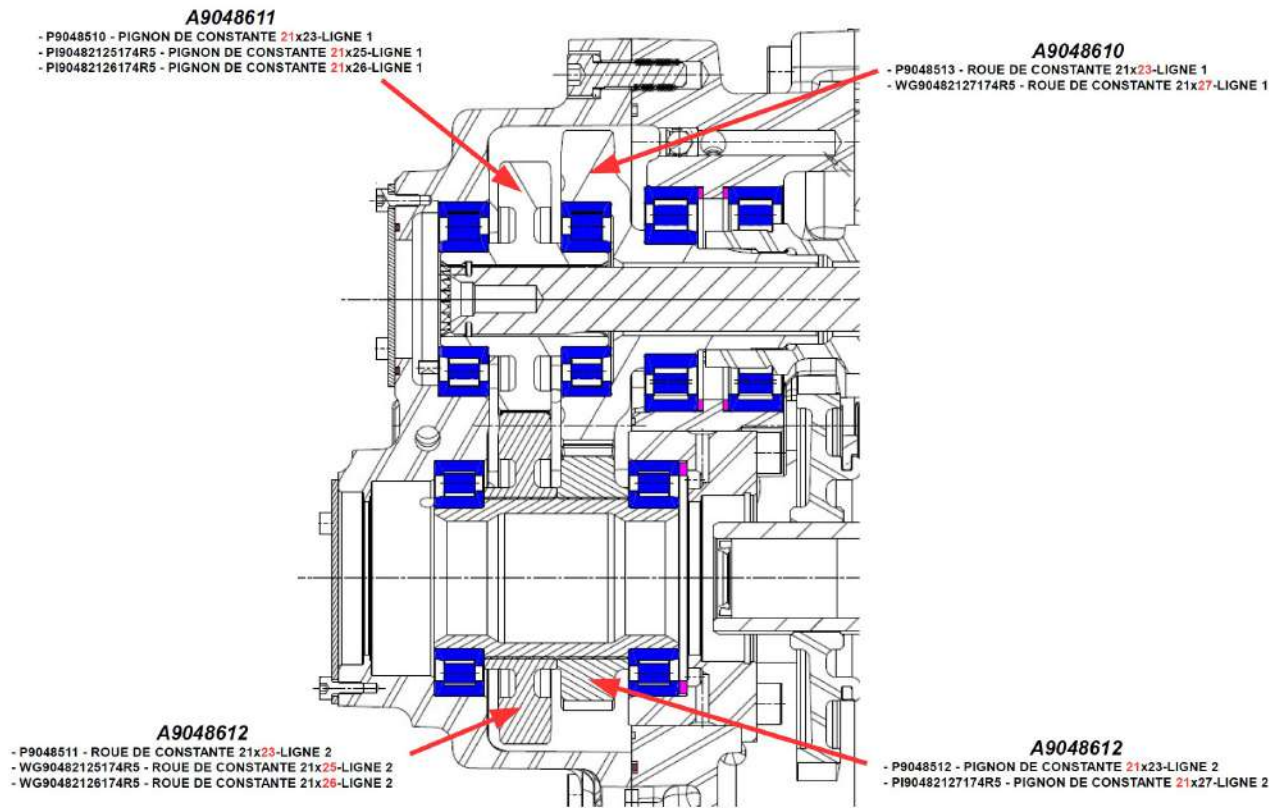 A9048611
- P9048510 - PIGNON DE CONSTANTE 21x23-LIGNE 1
- PI90482125174R5 - PIGNON DE CONSTANTE 21x25-LIGNE 1
- PI90482126174R5 - PIGNON DE CONSTANTE 21x26-LIGNE 1
A9048610
- P9048513 - ROUE DE CONSTANTE 21x23-LIGNE 1
- WG90482127174R5 - ROUE DE CONSTANTE 21x27-LIGNE 1
A9048612
- P9048511 - ROUE DE CONSTANTE 21x23-LIGNE 2
- WG90482125174R5 - ROUE DE CONSTANTE 21x25-LIGNE 2
- WG90482126174R5 - ROUE DE CONSTANTE 21x26-LIGNE 2
A9048612
- P9048512 - PIGNON DE CONSTANTE 21x23-LIGNE 2
- PI90482127174R5 - PIGNON DE CONSTANTE 21x27-LIGNE 2